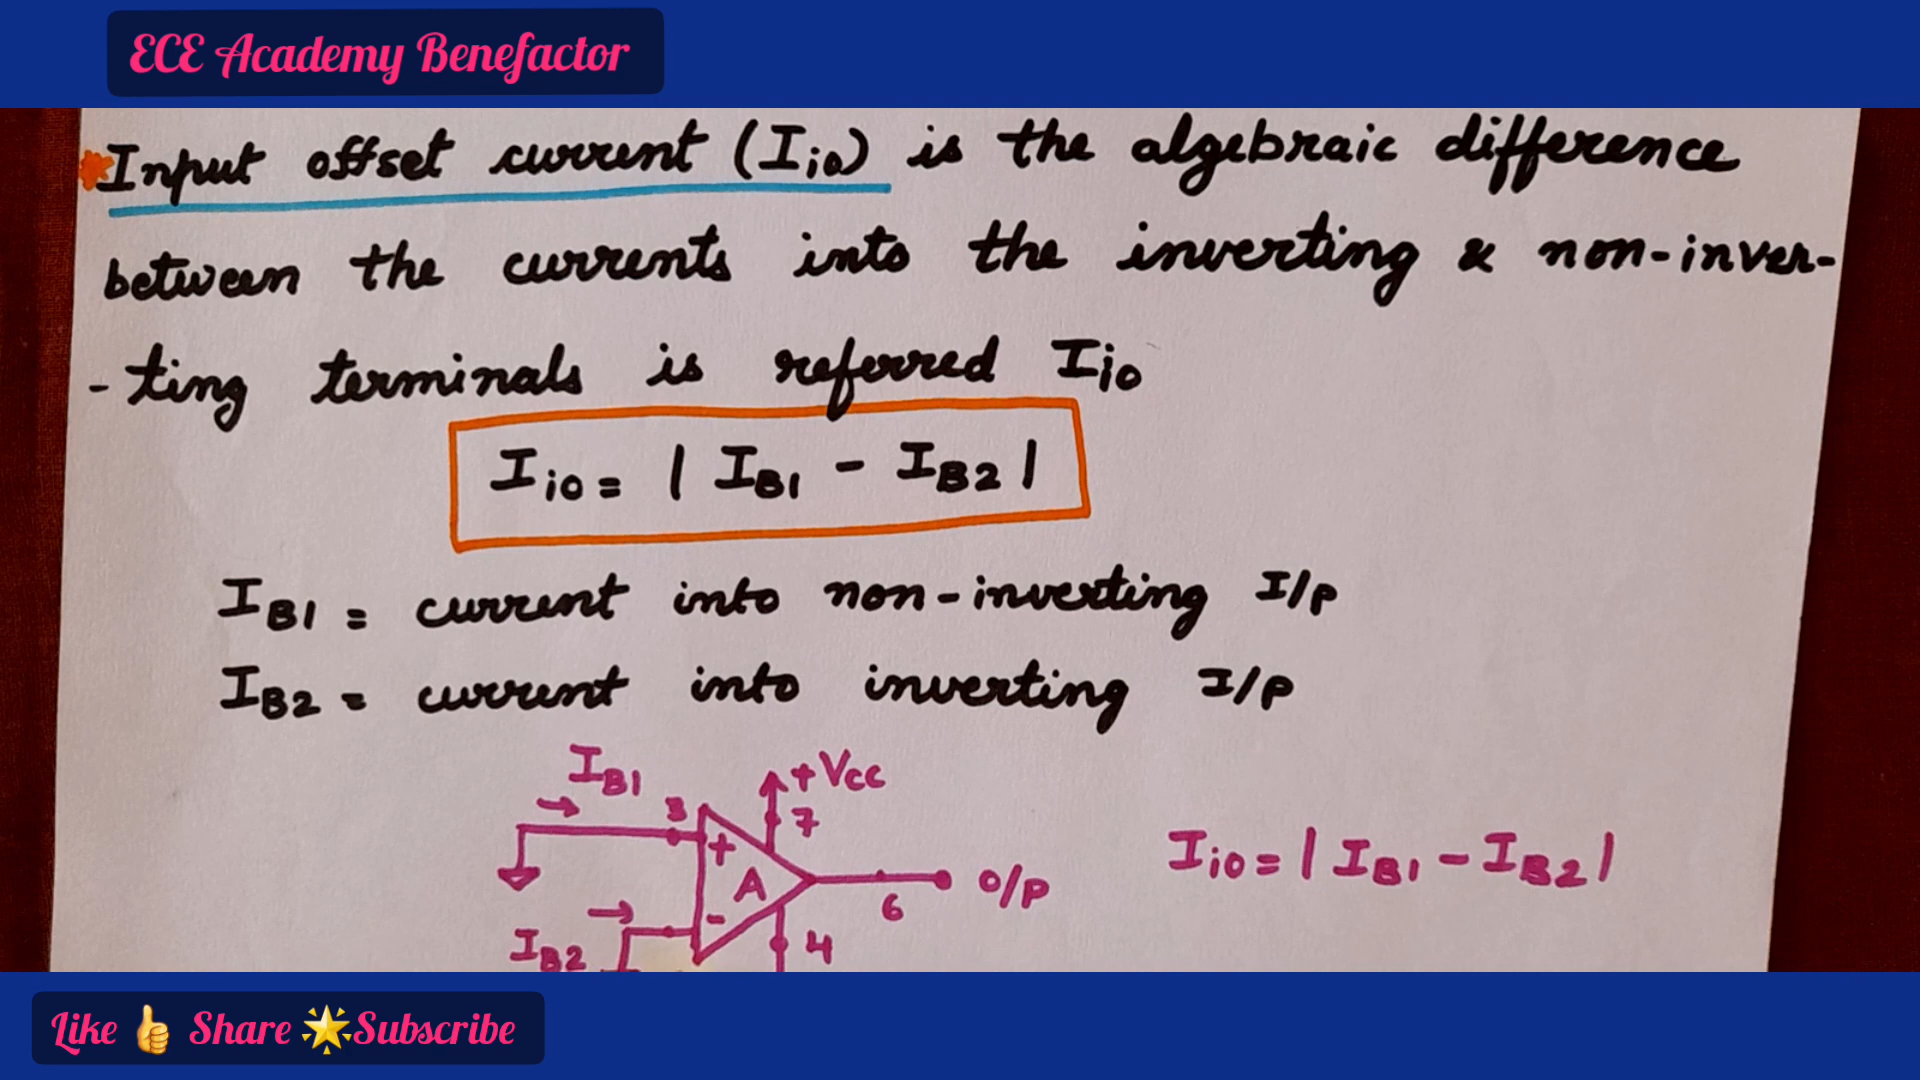 ECE Academy Benefactor
*Input offset current (Iio) is the algebraic difference
between the currents into the inverting & non-inver-
-ting terminals is referred Iio
Iio = | IB1 - IB2 |
IB1 = current into non-inverting I/P
IB2 = current into inverting I/P
IB1
+Vcc
3
7
+
A
Iio = | IB1 - IB2 |
O/P
6
-
IB2
4
Like 👍 Share 🌟Subscribe